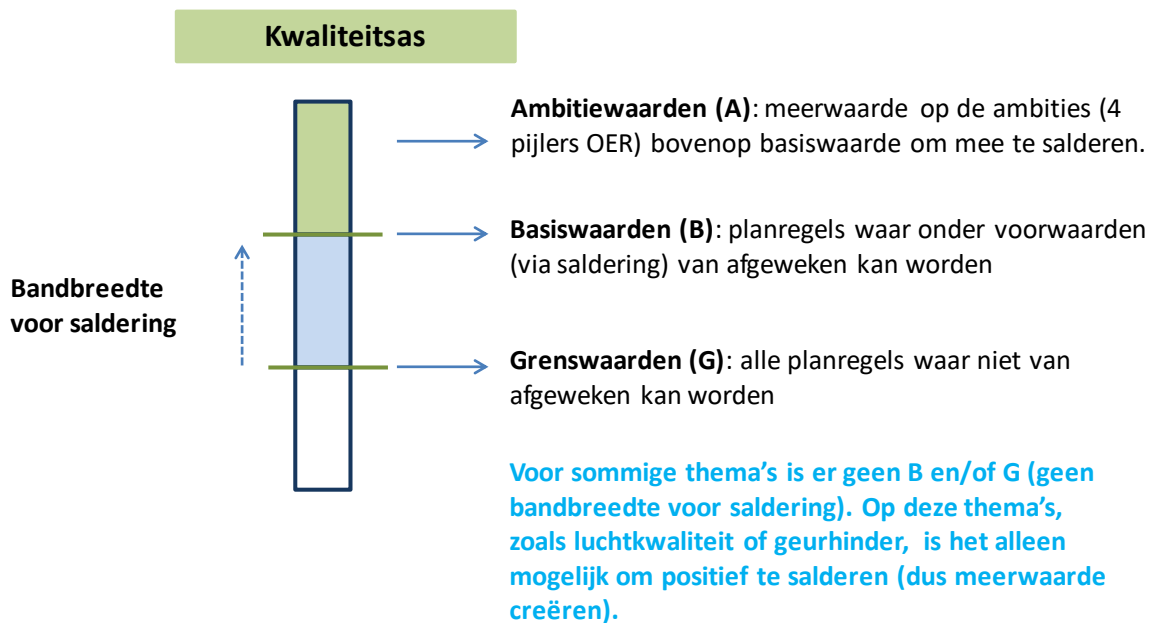 Kwaliteitsas
Ambitiewaarden (A): meerwaarde op de ambities (4
pijlers OER) bovenop basiswaarde om mee te salderen.
Basiswaarden (B): planregels waar onder voorwaarden
(via saldering) van afgeweken kan worden
Bandbreedte
voor saldering
Grenswaarden (G): alle planregels waar niet van
afgeweken kan worden
Voor sommige thema’s is er geen B en/of G (geen
bandbreedte voor saldering). Op deze thema’s,
zoals luchtkwaliteit of geurhinder, is het alleen
mogelijk om positief te salderen (dus meerwaarde
creëren).